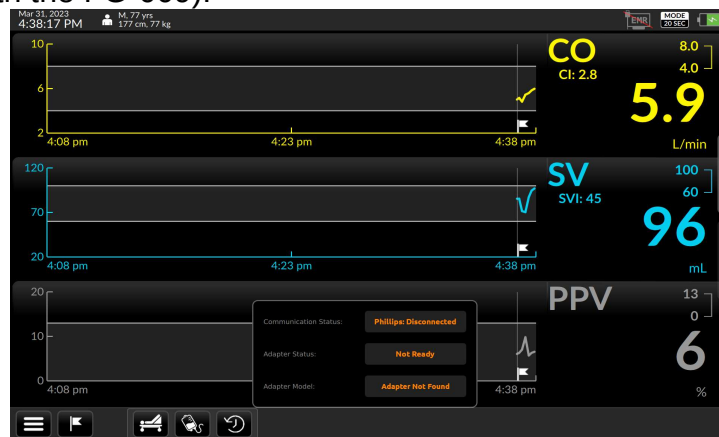 Mar 31, 2023
4:38:17 PM
M, 77 yrs
177 cm, 77 kg
EMR
MODE
20 SEC
10
6
2
4:08 pm
4:23 pm
4:38 pm
CO
CI: 2.8
8.0
4.0
5.9
L/min
120
70
20
4:08 pm
4:23 pm
4:38 pm
SV
SVI: 45
100
60
96
mL
20
10
0
4:08 pm
4:38 pm
PPV
13
0
6
%
Communication Status:
Phillips: Disconnected
Adapter Status:
Not Ready
Adapter Model:
Adapter Not Found